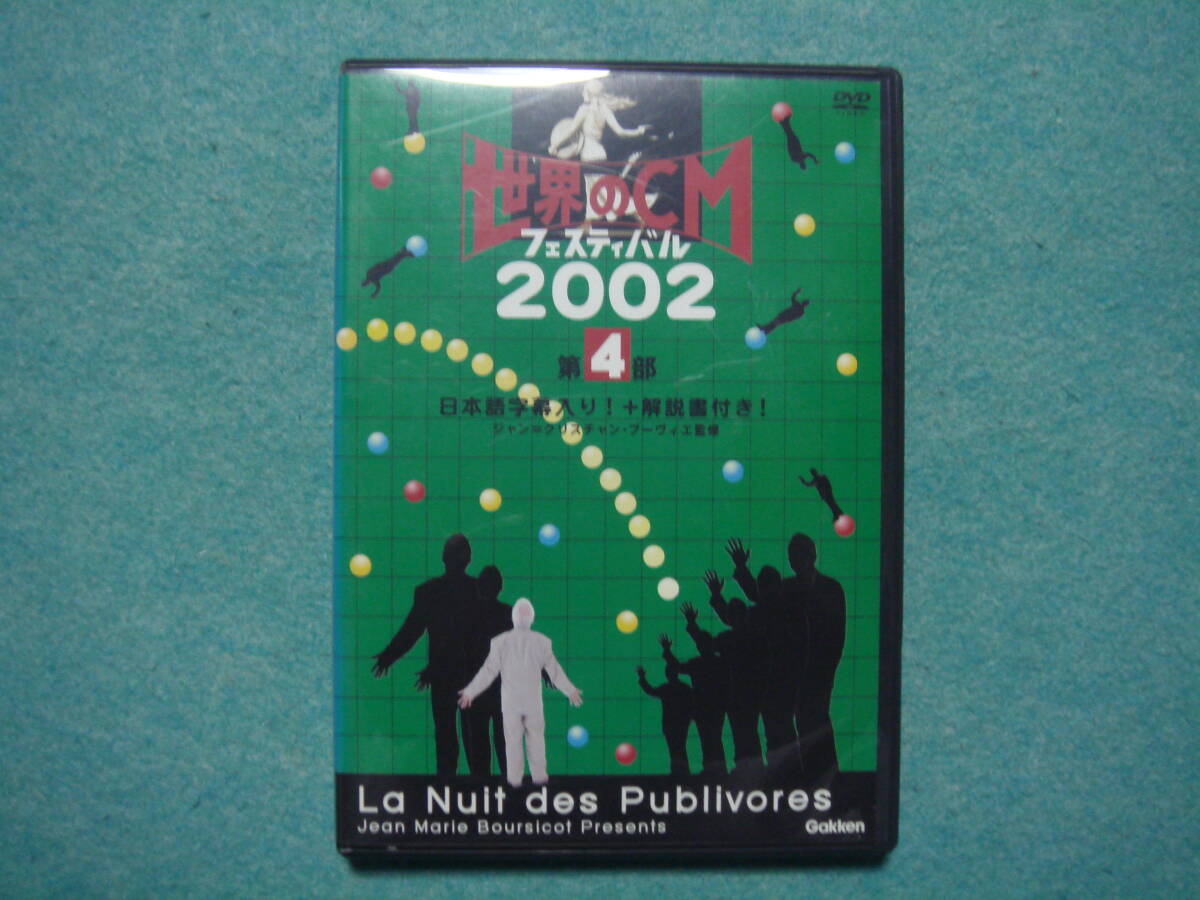 DVD
VIDEO
世界のCM
フェスティバル
2002
第4部
日本語字幕入り!+解説書付き!
ジャン=クリスチャン・ブーヴィエ監修
La Nuit des Publivores
Jean Marie Boursicot Presents
Gakken